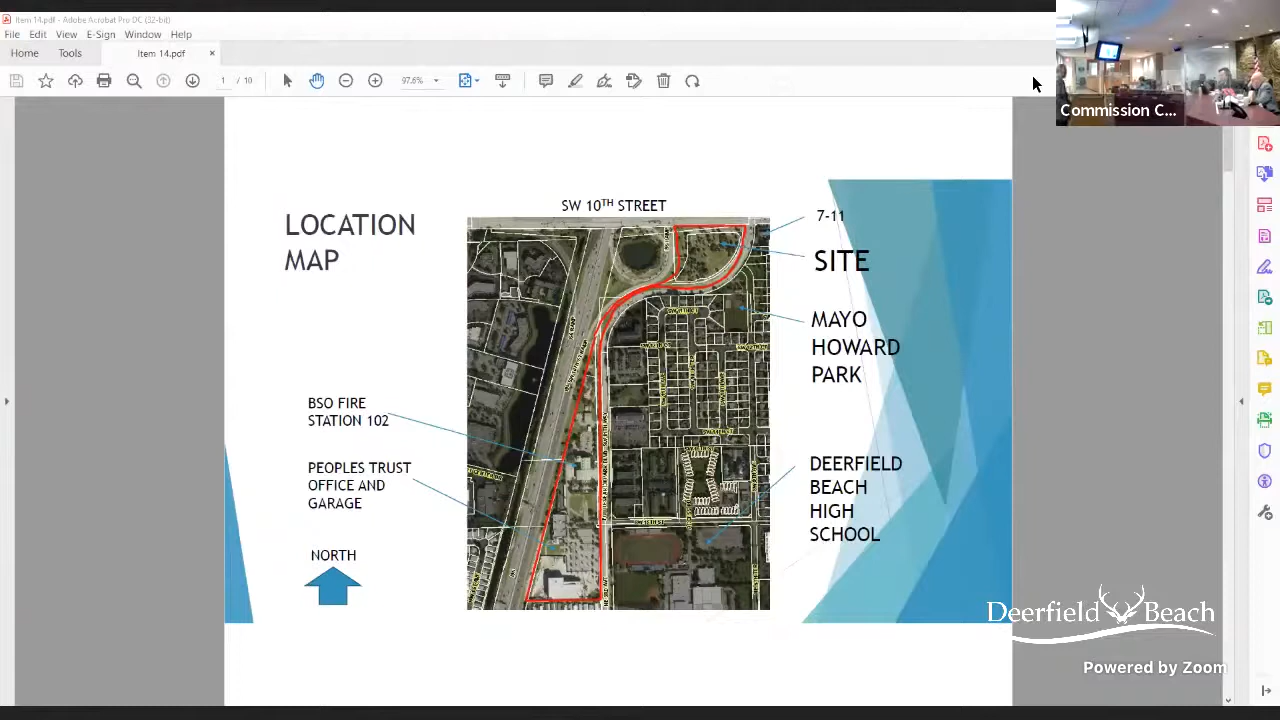 Item 14.pdf - Adobe Acrobat Pro DC (32-bit)
File Edit View E-Sign Window Help
Home Tools Item 14.pdf ×
1 / 10 97.6%
Commission C...
LOCATION
MAP
SW 10TH STREET
7-11
SITE
MAYO
HOWARD
PARK
BSO FIRE
STATION 102
PEOPLES TRUST
OFFICE AND
GARAGE
NORTH
DEERFIELD
BEACH
HIGH
SCHOOL
Deerfield Beach
Powered by Zoom